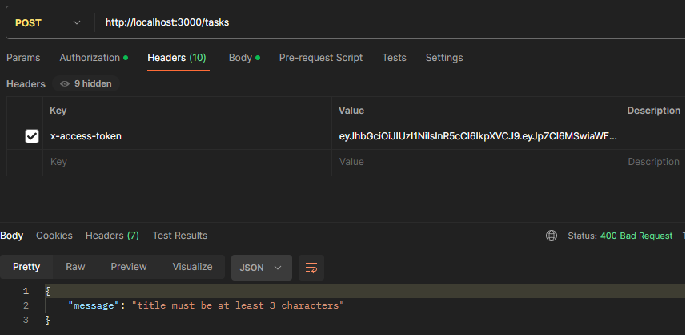 POST http://localhost:3000/tasks
Params Authorization Headers (10) Body Pre-request Script Tests Settings
Headers 9 hidden
Key Value Description
x-access-token eyJhbGciOiJIUzI1NiIsInR5cCI6IkpXVCJ9.eyJpZCI6MSwiaWF...
Key Value Description
Body Cookies Headers (7) Test Results Status: 400 Bad Request
Pretty Raw Preview Visualize JSON
1 {
2 "message": "title must be at least 3 characters"
3 }